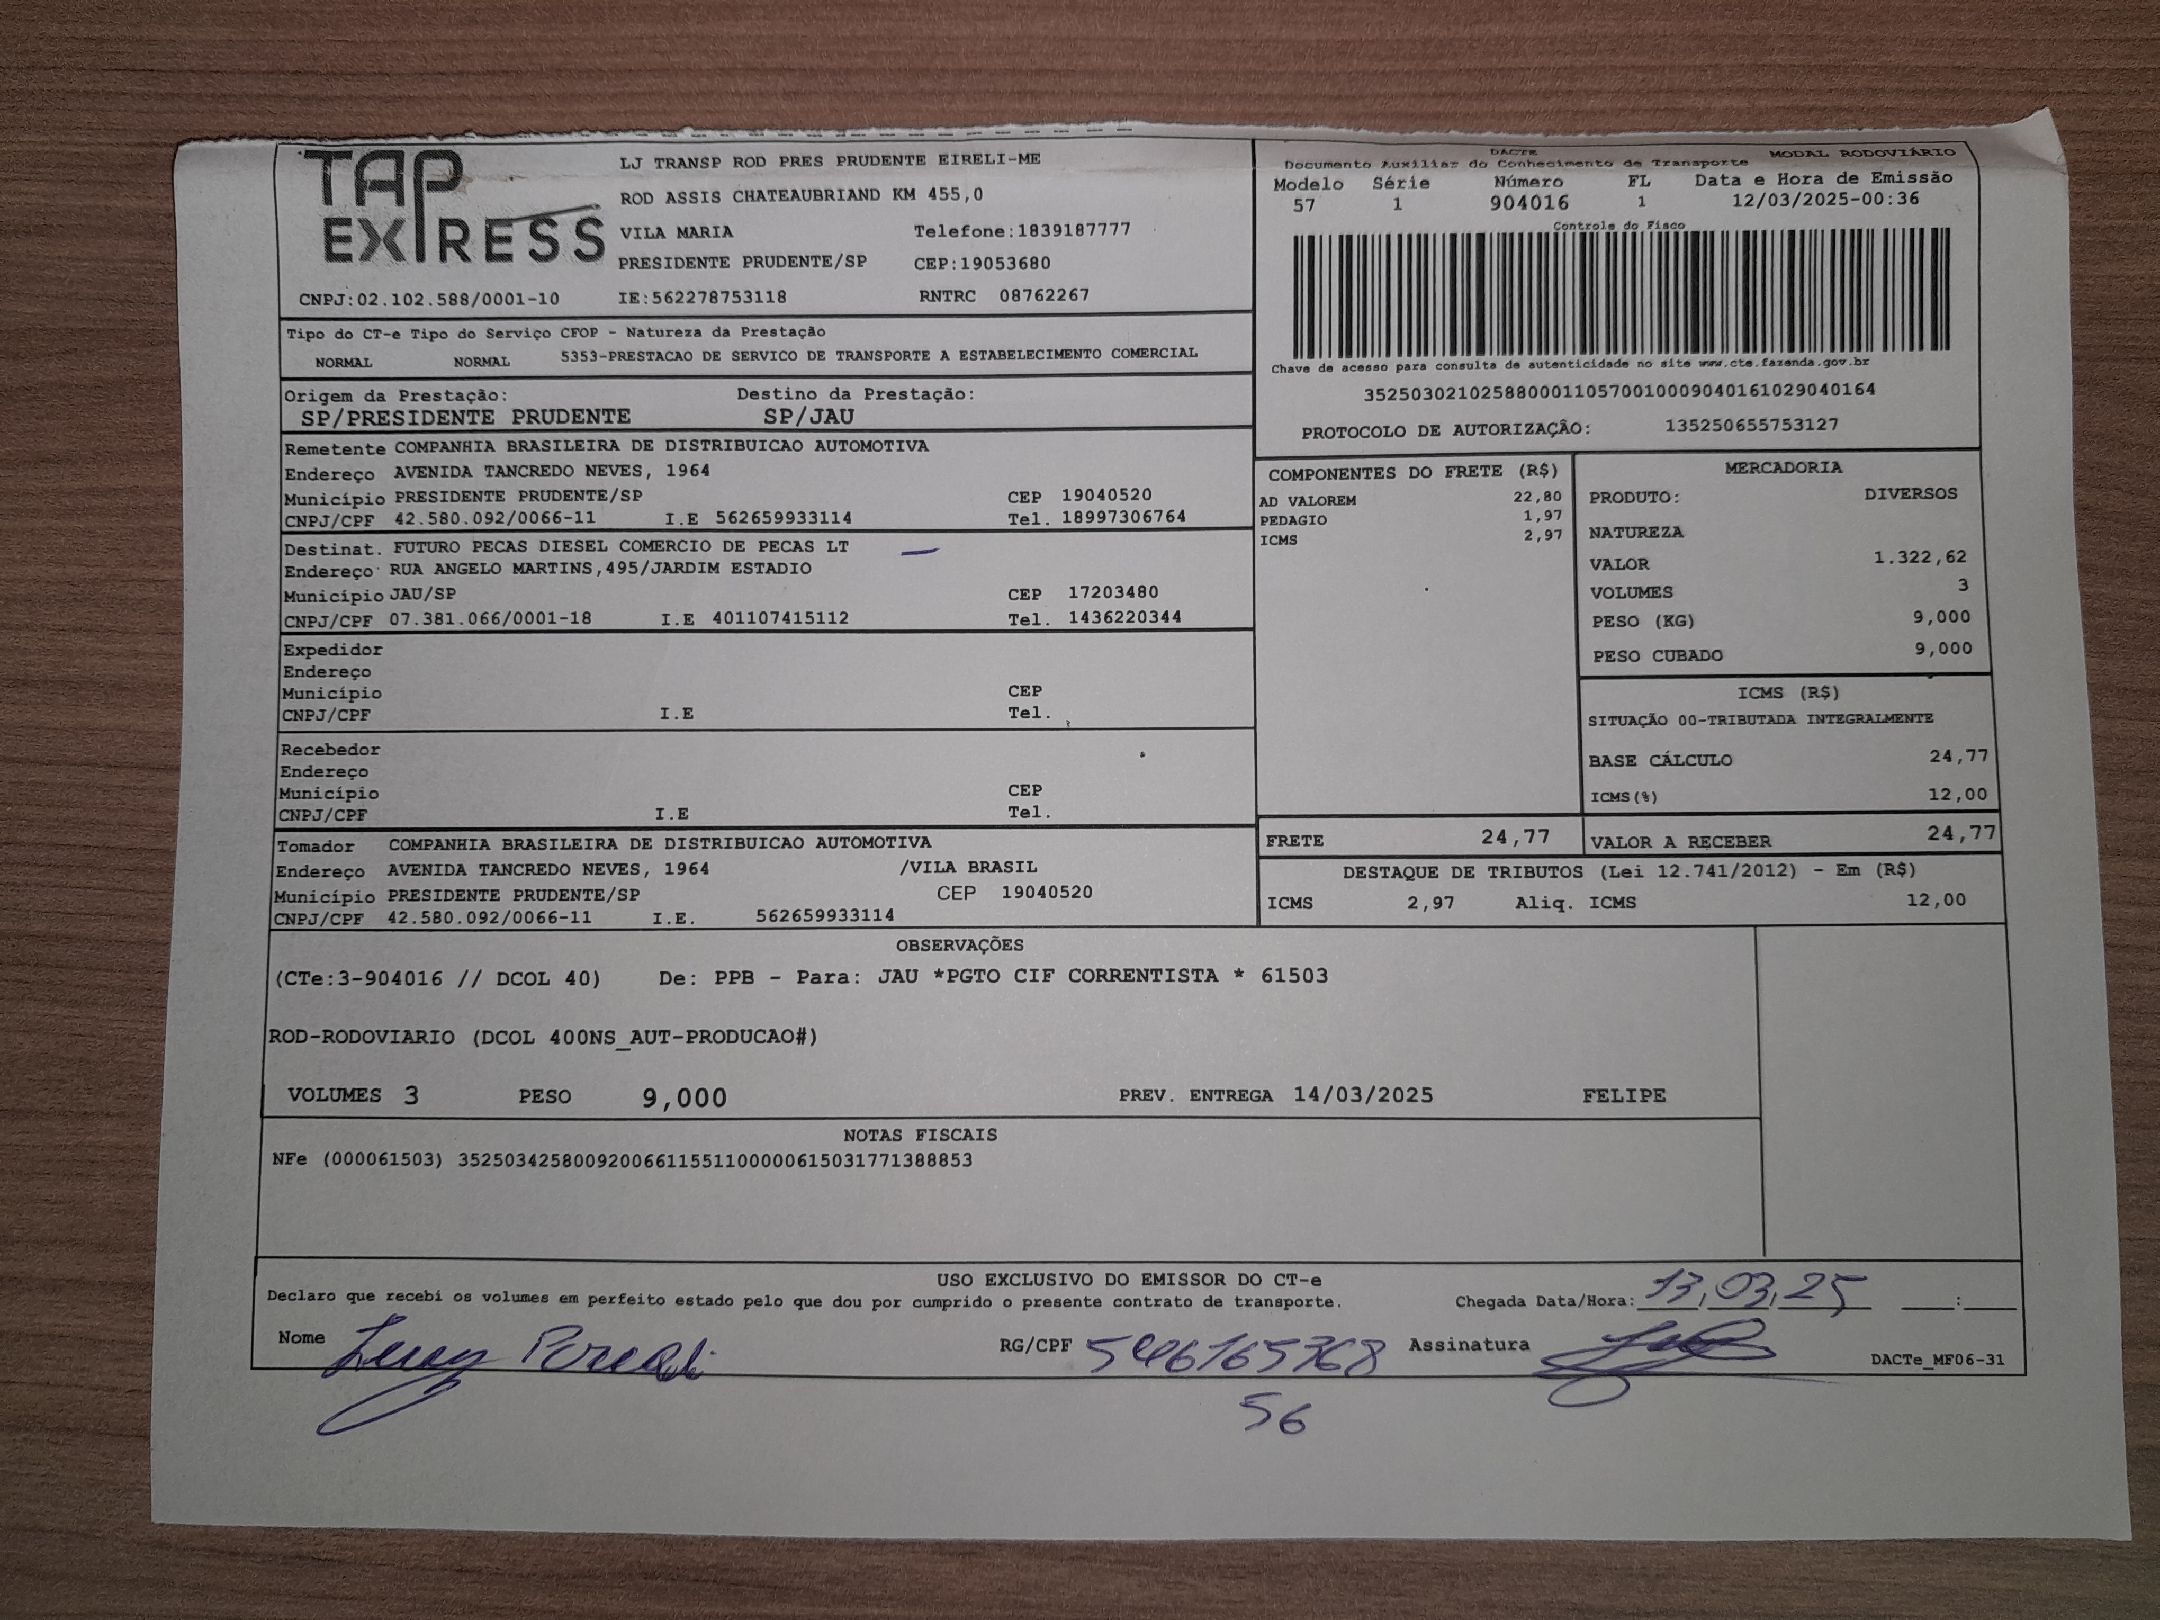 TAP EXPRESS
LJ TRANSP ROD PRES PRUDENTE EIRELI-ME
ROD ASSIS CHATEAUBRIAND KM 455,0
VILA MARIA Telefone:1839187777
PRESIDENTE PRUDENTE/SP CEP:19053680
CNPJ:02.102.588/0001-10 IE:562278753118 RNTRC 08762267
DACTE MODAL RODOVIÁRIO
Documento Auxiliar do Conhecimento de Transporte
Modelo Série Número FL Data e Hora de Emissão
57 1 904016 1 12/03/2025-00:36
Controle do Fisco
Chave de acesso para consulta de autenticidade no site www.cte.fazenda.gov.br
35250302102588000110570010009040161029040164
PROTOCOLO DE AUTORIZAÇÃO: 135250655753127
Tipo do CT-e Tipo do Serviço CFOP - Natureza da Prestação
NORMAL NORMAL 5353-PRESTACAO DE SERVICO DE TRANSPORTE A ESTABELECIMENTO COMERCIAL
Origem da Prestação: Destino da Prestação:
SP/PRESIDENTE PRUDENTE SP/JAU
Remetente COMPANHIA BRASILEIRA DE DISTRIBUICAO AUTOMOTIVA
Endereço AVENIDA TANCREDO NEVES, 1964
Município PRESIDENTE PRUDENTE/SP CEP 19040520
CNPJ/CPF 42.580.092/0066-11 I.E 562659933114 Tel. 18997306764
Destinat. FUTURO PECAS DIESEL COMERCIO DE PECAS LT
Endereço RUA ANGELO MARTINS,495/JARDIM ESTADIO
Município JAU/SP CEP 17203480
CNPJ/CPF 07.381.066/0001-18 I.E 401107415112 Tel. 1436220344
Expedidor
Endereço
Município CEP
CNPJ/CPF I.E Tel.
Recebedor
Endereço
Município CEP
CNPJ/CPF I.E Tel.
Tomador COMPANHIA BRASILEIRA DE DISTRIBUICAO AUTOMOTIVA
Endereço AVENIDA TANCREDO NEVES, 1964 /VILA BRASIL
Município PRESIDENTE PRUDENTE/SP CEP 19040520
CNPJ/CPF 42.580.092/0066-11 I.E. 562659933114
COMPONENTES DO FRETE (R$)
AD VALOREM 22,80
PEDAGIO 1,97
ICMS 2,97
MERCADORIA
PRODUTO: DIVERSOS
NATUREZA
VALOR 1.322,62
VOLUMES 3
PESO (KG) 9,000
PESO CUBADO 9,000
ICMS (R$)
SITUAÇÃO 00-TRIBUTADA INTEGRALMENTE
BASE CÁLCULO 24,77
ICMS(%) 12,00
FRETE 24,77 VALOR A RECEBER 24,77
DESTAQUE DE TRIBUTOS (Lei 12.741/2012) - Em (R$)
ICMS 2,97 Aliq. ICMS 12,00
OBSERVAÇÕES
(CTe:3-904016 // DCOL 40) De: PPB - Para: JAU *PGTO CIF CORRENTISTA * 61503
ROD-RODOVIARIO (DCOL 400NS_AUT-PRODUCAO#)
VOLUMES 3 PESO 9,000 PREV. ENTREGA 14/03/2025 FELIPE
NOTAS FISCAIS
NFe (000061503) 35250342580092006611551100000615031771388853
USO EXCLUSIVO DO EMISSOR DO CT-e
Declaro que recebi os volumes em perfeito estado pelo que dou por cumprido o presente contrato de transporte. Chegada Data/Hora: 13,03,25 :
Nome RG/CPF Assinatura
56
DACTe_MF06-31